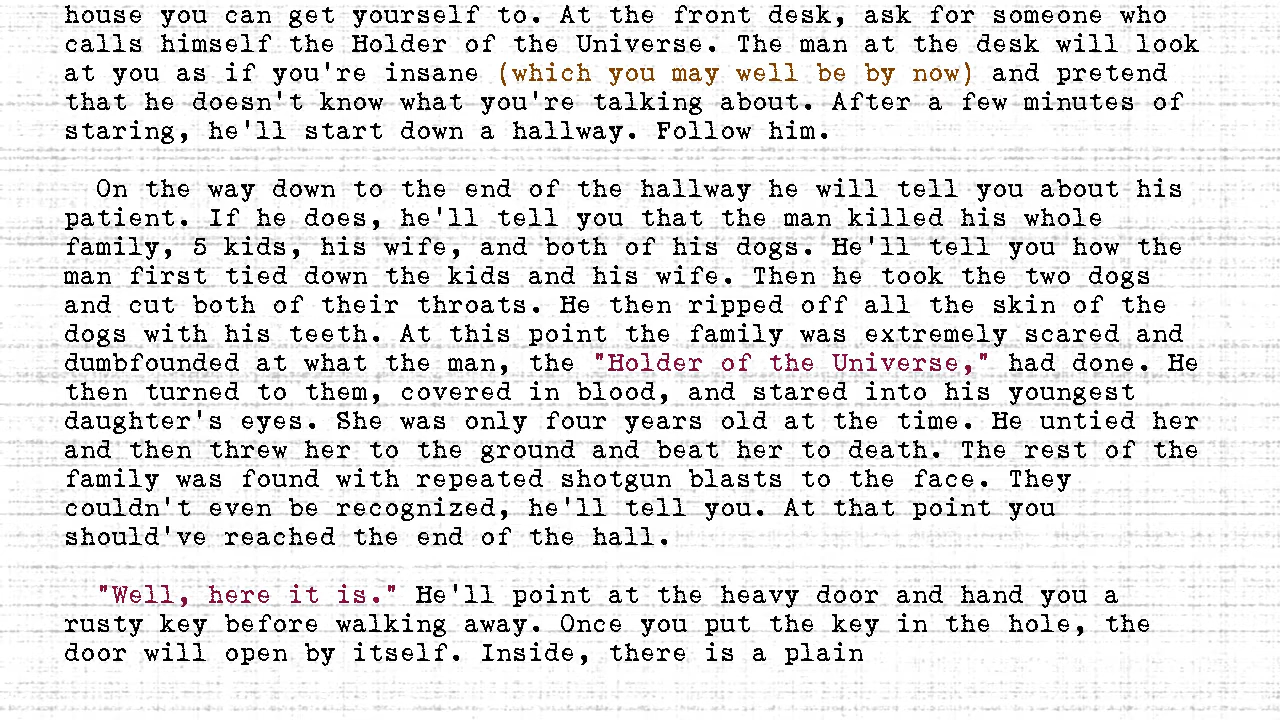 house you can get yourself to. At the front desk, ask for someone who
calls himself the Holder of the Universe. The man at the desk will look
at you as if you're insane (which you may well be by now) and pretend
that he doesn't know what you're talking about. After a few minutes of
staring, he'll start down a hallway. Follow him.
On the way down to the end of the hallway he will tell you about his
patient. If he does, he'll tell you that the man killed his whole
family, 5 kids, his wife, and both of his dogs. He'll tell you how the
man first tied down the kids and his wife. Then he took the two dogs
and cut both of their throats. He then ripped off all the skin of the
dogs with his teeth. At this point the family was extremely scared and
dumbfounded at what the man, the "Holder of the Universe," had done. He
then turned to them, covered in blood, and stared into his youngest
daughter's eyes. She was only four years old at the time. He untied her
and then threw her to the ground and beat her to death. The rest of the
family was found with repeated shotgun blasts to the face. They
couldn't even be recognized, he'll tell you. At that point you
should've reached the end of the hall.
"Well, here it is." He'll point at the heavy door and hand you a
rusty key before walking away. Once you put the key in the hole, the
door will open by itself. Inside, there is a plain